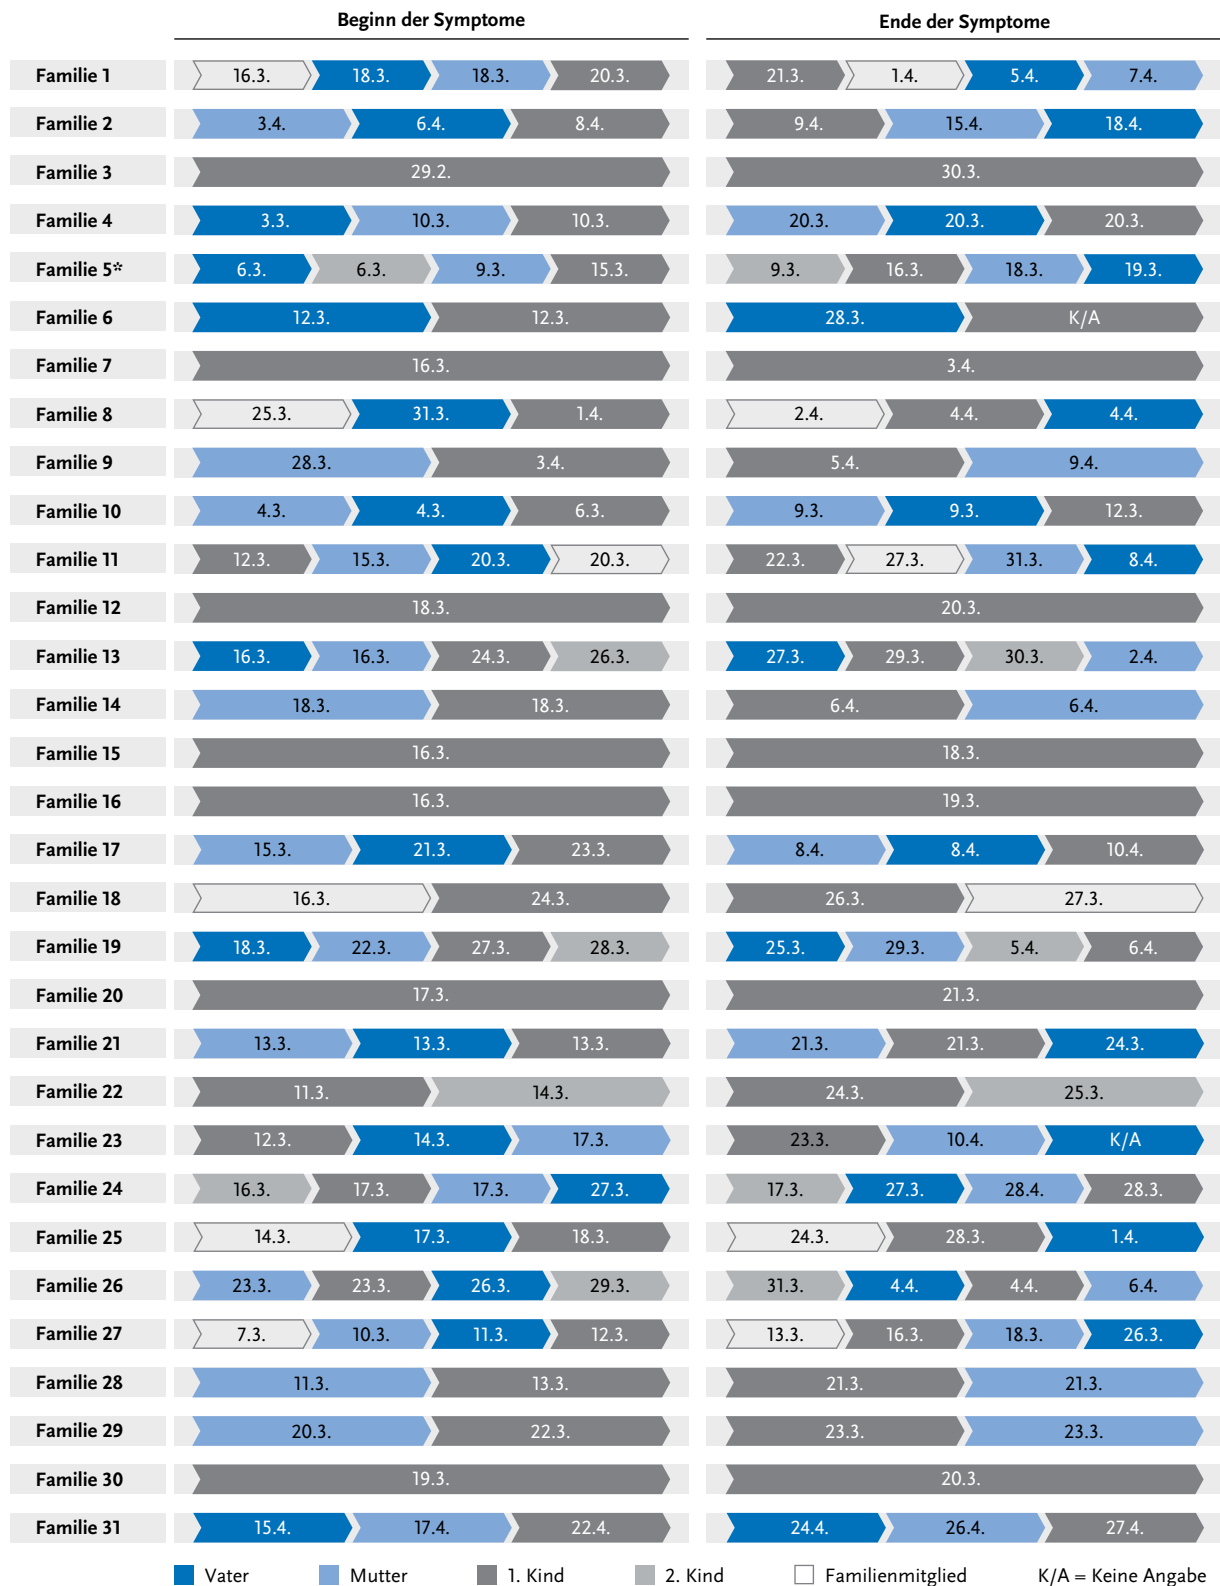 Beginn der Symptome Ende der Symptome
Familie 1 16.3. 18.3. 18.3. 20.3. 21.3. 1.4. 5.4. 7.4.
Familie 2 3.4. 6.4. 8.4. 9.4. 15.4. 18.4.
Familie 3 29.2. 30.3.
Familie 4 3.3. 10.3. 10.3. 20.3. 20.3. 20.3.
Familie 5* 6.3. 6.3. 9.3. 15.3. 9.3. 16.3. 18.3. 19.3.
Familie 6 12.3. 12.3. 28.3. K/A
Familie 7 16.3. 3.4.
Familie 8 25.3. 31.3. 1.4. 2.4. 4.4. 4.4.
Familie 9 28.3. 3.4. 5.4. 9.4.
Familie 10 4.3. 4.3. 6.3. 9.3. 9.3. 12.3.
Familie 11 12.3. 15.3. 20.3. 20.3. 22.3. 27.3. 31.3. 8.4.
Familie 12 18.3. 20.3.
Familie 13 16.3. 16.3. 24.3. 26.3. 27.3. 29.3. 30.3. 2.4.
Familie 14 18.3. 18.3. 6.4. 6.4.
Familie 15 16.3. 18.3.
Familie 16 16.3. 19.3.
Familie 17 15.3. 21.3. 23.3. 8.4. 8.4. 10.4.
Familie 18 16.3. 24.3. 26.3. 27.3.
Familie 19 18.3. 22.3. 27.3. 28.3. 25.3. 29.3. 5.4. 6.4.
Familie 20 17.3. 21.3.
Familie 21 13.3. 13.3. 13.3. 21.3. 21.3. 24.3.
Familie 22 11.3. 14.3. 24.3. 25.3.
Familie 23 12.3. 14.3. 17.3. 23.3. 10.4. K/A
Familie 24 16.3. 17.3. 17.3. 27.3. 17.3. 27.3. 28.4. 28.3.
Familie 25 14.3. 17.3. 18.3. 24.3. 28.3. 1.4.
Familie 26 23.3. 23.3. 26.3. 29.3. 31.3. 4.4. 4.4. 6.4.
Familie 27 7.3. 10.3. 11.3. 12.3. 13.3. 16.3. 18.3. 26.3.
Familie 28 11.3. 13.3. 21.3. 21.3.
Familie 29 20.3. 22.3. 23.3. 23.3.
Familie 30 19.3. 20.3.
Familie 31 15.4. 17.4. 22.4. 24.4. 26.4. 27.4.
Vater Mutter 1. Kind 2. Kind Familienmitglied K/A = Keine Angabe